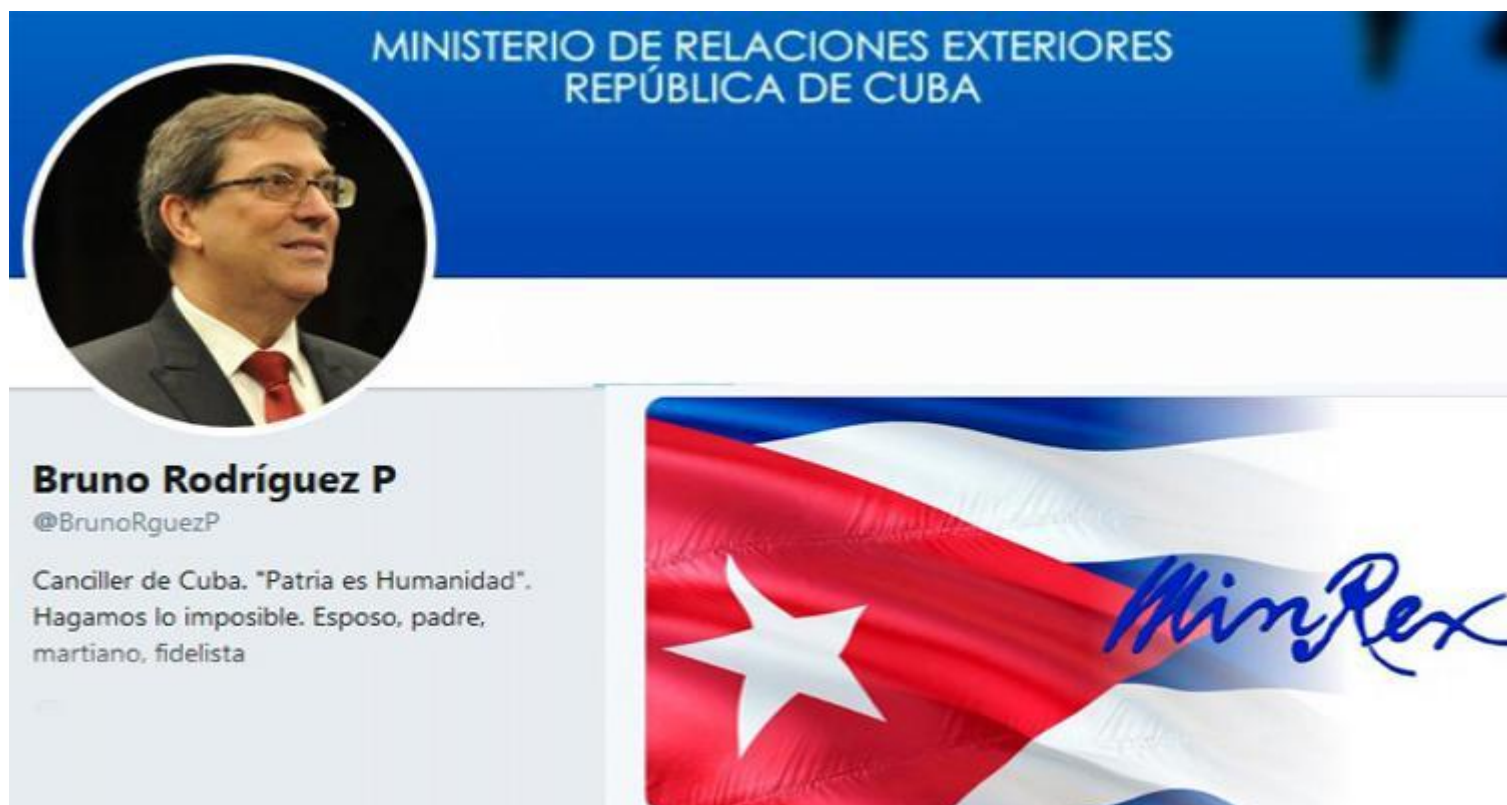 MINISTERIO DE RELACIONES EXTERIORES
REPÚBLICA DE CUBA
Bruno Rodríguez P
@BrunoRguezP
Canciller de Cuba. "Patria es Humanidad".
Hagamos lo imposible. Esposo, padre,
martiano, fidelista
MinRex